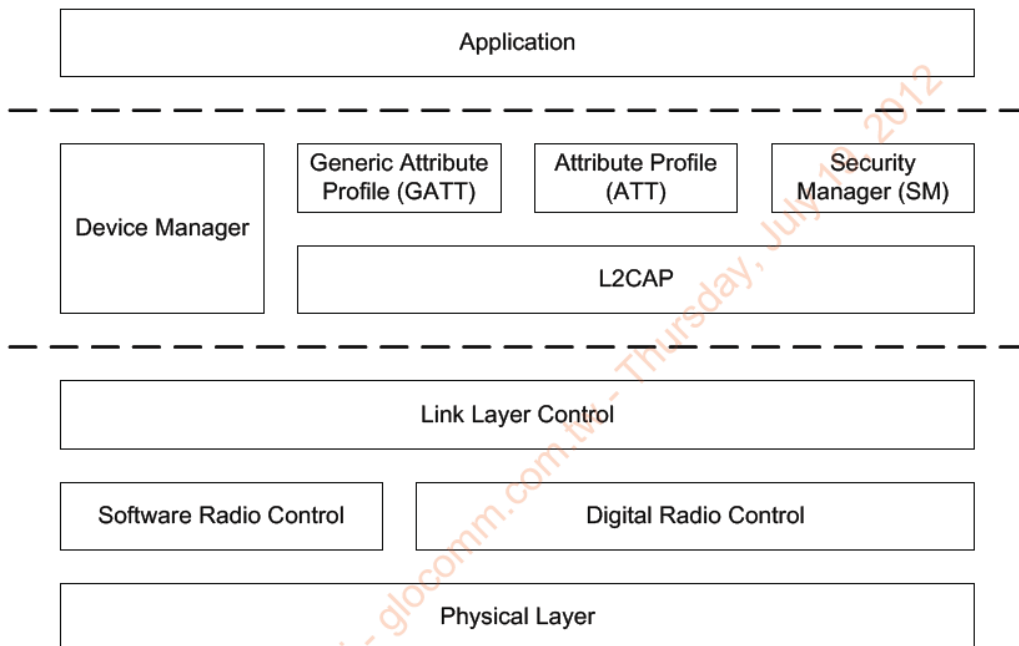 Application
Device Manager
Generic Attribute
Profile (GATT)
Attribute Profile
(ATT)
Security
Manager (SM)
L2CAP
Link Layer Control
Software Radio Control
Digital Radio Control
Physical Layer
- glocomm.com.tw - Thursday, July 19, 2012